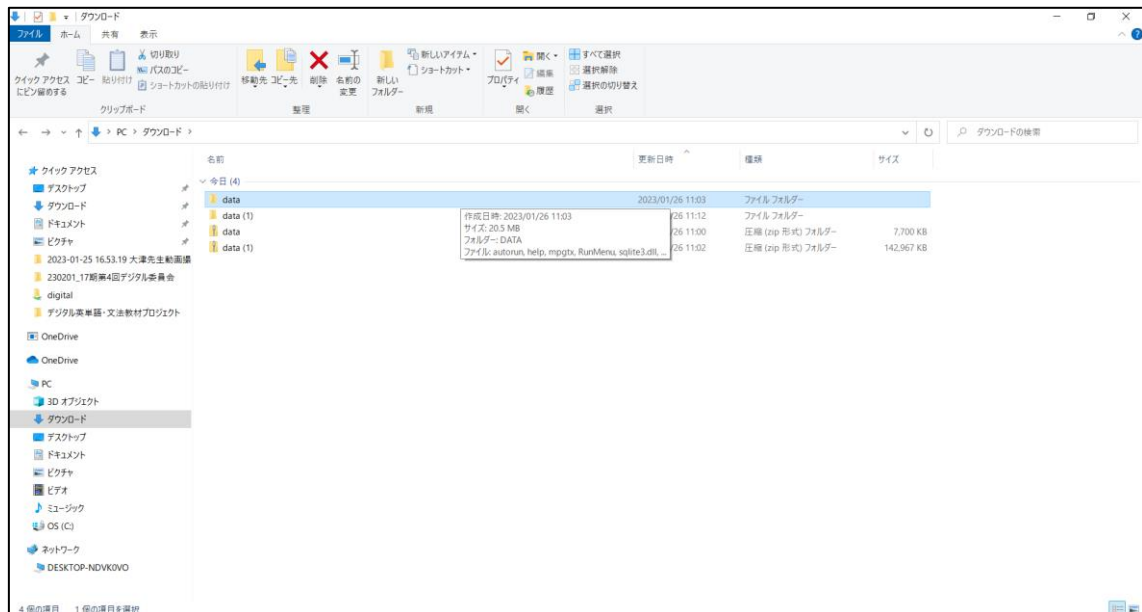 ダウンロード
ファイル ホーム 共有 表示
クイック アクセスにピン留めする
コピー
貼り付け
切り取り
パスのコピー
ショートカットの貼り付け
移動先
コピー先
削除
名前の変更
新しいフォルダー
新しいアイテム
ショートカット
プロパティ
開く
編集
履歴
すべて選択
選択解除
選択の切り替え
クリップボード 整理 新規 開く 選択
PC > ダウンロード >
ダウンロードの検索
名前 更新日時 種類 サイズ
今日 (4)
data 2023/01/26 11:03 ファイル フォルダー
data (1) /26 11:12 ファイル フォルダー
data /26 11:00 圧縮 (zip 形式) フォルダー 7,700 KB
data (1) /26 11:02 圧縮 (zip 形式) フォルダー 142,967 KB
作成日時: 2023/01/26 11:03
サイズ: 20.5 MB
フォルダー: DATA
ファイル: autorun, help, mpgtx, RunMenu, sqlite3.dll, ...
クイック アクセス
デスクトップ
ダウンロード
ドキュメント
ピクチャ
2023-01-25 16.53.19 大津先生動画撮
230201_17期第4回デジタル委員会
digital
デジタル英単語・文法教材プロジェクト
OneDrive
OneDrive
PC
3D オブジェクト
ダウンロード
デスクトップ
ドキュメント
ピクチャ
ビデオ
ミュージック
OS (C:)
ネットワーク
DESKTOP-NDVK0VO
4 個の項目 1 個の項目を選択